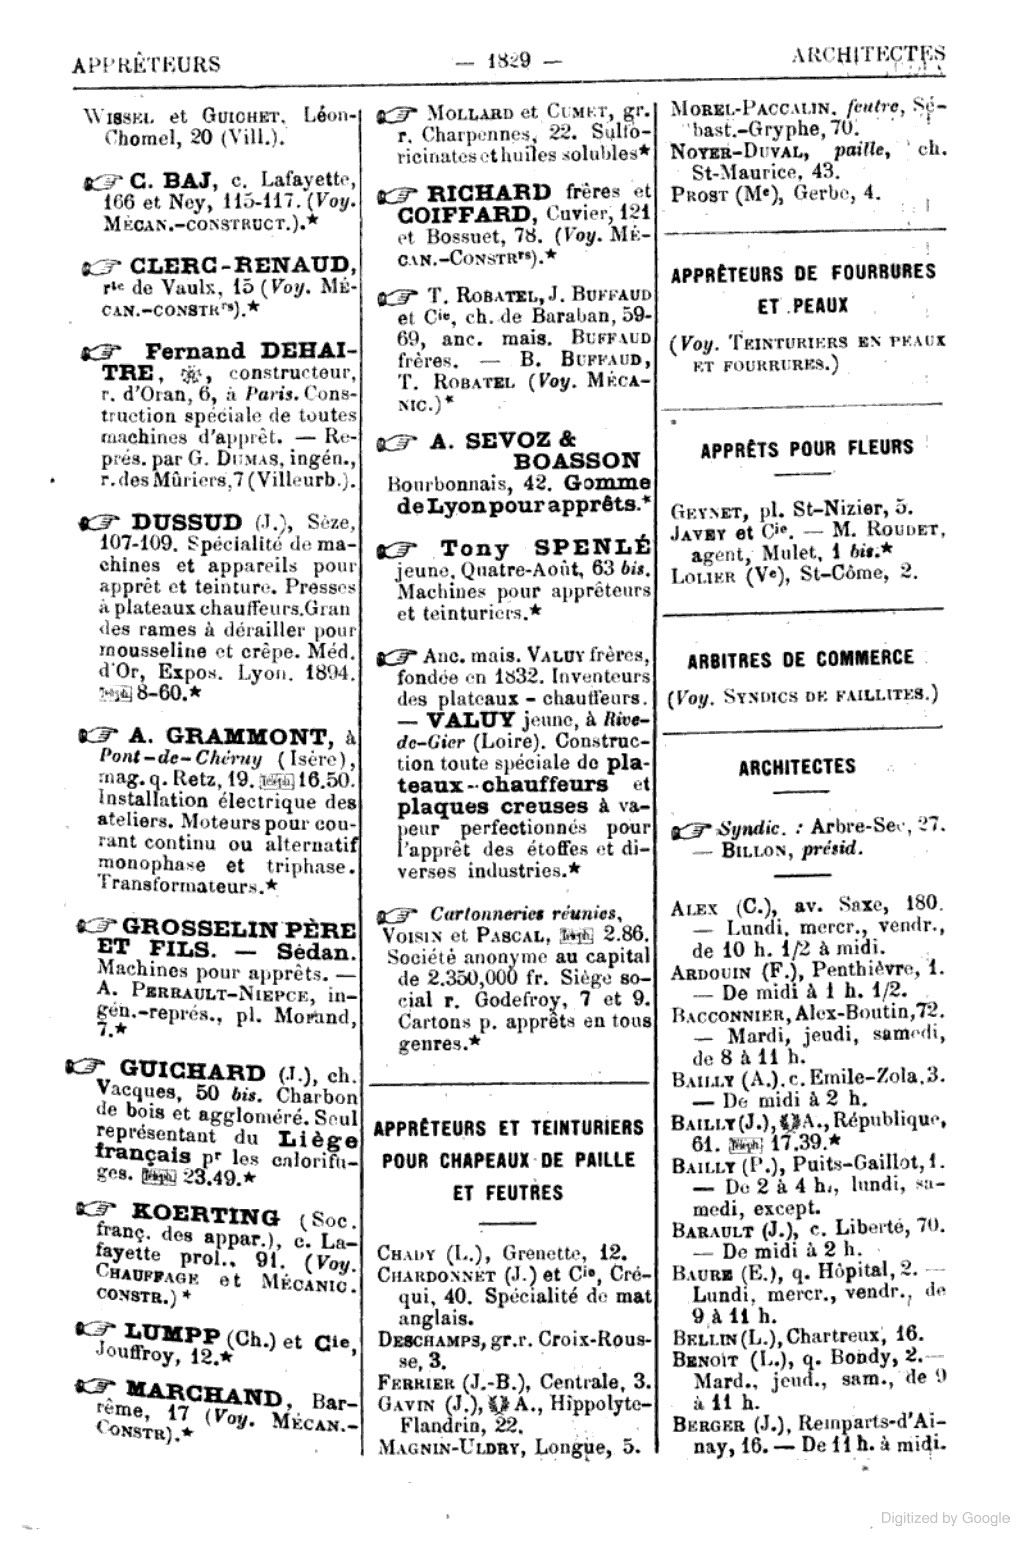 APPRÊTEURS — 1829 — ARCHITECTES
WISSEL et GUICHET, Léon-
Chomel, 20 (Vill.).
C. BAJ, c. Lafayette,
166 et Ney, 115-117. (Voy.
MÉCAN.-CONSTRUCT.).★
CLERC-RENAUD,
rte de Vaulx, 15 (Voy. MÉ-
CAN.-CONSTRrs).★
Fernand DEHAI-
TRE, , constructeur,
r. d'Oran, 6, à Paris. Cons-
truction spéciale de toutes
machines d'apprêt. — Re-
prés. par G. DUMAS, ingén.,
r. des Mûriers, 7 (Villeurb.).
DUSSUD (J.), Sèze,
107-109. Spécialité de ma-
chines et appareils pour
apprêt et teinture. Presses
à plateaux chauffeurs. Gran
des rames à dérailler pour
mousseline et crêpe. Méd.
d'Or, Expos. Lyon. 1894.
Téléph. 8-60.★
A. GRAMMONT, à
Pont-de-Chéruy (Isère),
mag. q. Retz, 19. Téléph. 16.50.
Installation électrique des
ateliers. Moteurs pour cou-
rant continu ou alternatif
monophase et triphase.
Transformateurs.★
GROSSELIN PÈRE
ET FILS. — Sedan.
Machines pour apprêts. —
A. PERRAULT-NIEPCE, in-
gén.-représ., pl. Morand,
7.★
GUICHARD (J.), ch.
Vacques, 50 bis. Charbon
de bois et aggloméré. Seul
représentant du Liège
français pr les calorifu-
ges. Téléph. 23.49.★
KOERTING (Soc.
franç. des appar.), c. La-
fayette prol., 91. (Voy.
CHAUFFAGE et MÉCANIC.
CONSTR.)★
LUMPP (Ch.) et Cie,
Jouffroy, 12.★
MARCHAND, Bar-
rême, 17 (Voy. MÉCAN.-
CONSTR).★
MOLLARD et CUMET, gr.
r. Charpennes, 22. Sulfo-
ricinates et huiles solubles★
RICHARD frères et
COIFFARD, Cuvier, 121
et Bossuet, 78. (Voy. MÉ-
CAN.-CONSTRrs).★
T. ROBATEL, J. BUFFAUD
et Cie, ch. de Baraban, 59-
69, anc. mais. BUFFAUD
frères. — B. BUFFAUD,
T. ROBATEL (Voy. MÉCA-
NIC.)★
A. SEVOZ &
BOASSON
Bourbonnais, 42. Gomme
de Lyon pour apprêts.★
Tony SPENLÉ
jeune, Quatre-Août, 63 bis.
Machines pour apprêteurs
et teinturiers.★
Anc. mais. VALUY frères,
fondée en 1832. Inventeurs
des plateaux-chauffeurs.
— VALUY jeune, à Rive-
de-Gier (Loire). Construc-
tion toute spéciale de pla-
teaux-chauffeurs et
plaques creuses à va-
peur perfectionnés pour
l'apprêt des étoffes et di-
verses industries.★
Cartonneries réunies,
VOISIN et PASCAL, Téléph. 2.86.
Société anonyme au capital
de 2.350,000 fr. Siège so-
cial r. Godefroy, 7 et 9.
Cartons p. apprêts en tous
genres.★
APPRÊTEURS ET TEINTURIERS
POUR CHAPEAUX DE PAILLE
ET FEUTRES
CHADY (L.), Grenette, 12.
CHARDONNET (J.) et Cie, Cré-
qui, 40. Spécialité de mat
anglais.
DESCHAMPS, gr. r. Croix-Rous-
se, 3.
FERRIER (J.-B.), Centrale, 3.
GAVIN (J.), A., Hippolyte-
Flandrin, 22.
MAGNIN-ULDRY, Longue, 5.
MOREL-PACCALIN, feutre, Sé-
bast.-Gryphe, 70.
NOYER-DUVAL, paille, ch.
St-Maurice, 43.
PROST (Me), Gerbe, 4.
APPRÊTEURS DE FOURRURES
ET PEAUX
(Voy. TEINTURIERS EN PEAUX
ET FOURRURES.)
APPRÊTS POUR FLEURS
GEYNET, pl. St-Nizier, 5.
JAVEY et Cie. — M. ROUDET,
agent, Mulet, 1 bis.★
LOLIER (Ve), St-Côme, 2.
ARBITRES DE COMMERCE
(Voy. SYNDICS DE FAILLITES.)
ARCHITECTES
Syndic. : Arbre-Sec, 27.
— BILLON, présid.
ALEX (C.), av. Saxe, 180.
— Lundi, mercr., vendr.,
de 10 h. 1/2 à midi.
ARDOUIN (F.), Penthièvre, 1.
— De midi à 1 h. 1/2.
BACCONNIER, Alex-Boutin, 72.
— Mardi, jeudi, samedi,
de 8 à 11 h.
BAILLY (A.), c. Emile-Zola, 3.
— De midi à 2 h.
BAILLY (J.), A., République,
61. Téléph. 17.39.★
BAILLY (P.), Puits-Gaillot, 1.
— De 2 à 4 h., lundi, sa-
medi, except.
BARAULT (J.), c. Liberté, 70.
— De midi à 2 h.
BAURE (E.), q. Hôpital, 2. —
Lundi, mercr., vendr., de
9 à 11 h.
BELLIN (L.), Chartreux, 16.
BENOIT (L.), q. Bondy, 2. —
Mard., jeud., sam., de 9
à 11 h.
BERGER (J.), Remparts-d'Ai-
nay, 16. — De 11 h. à midi.
Digitized by Google